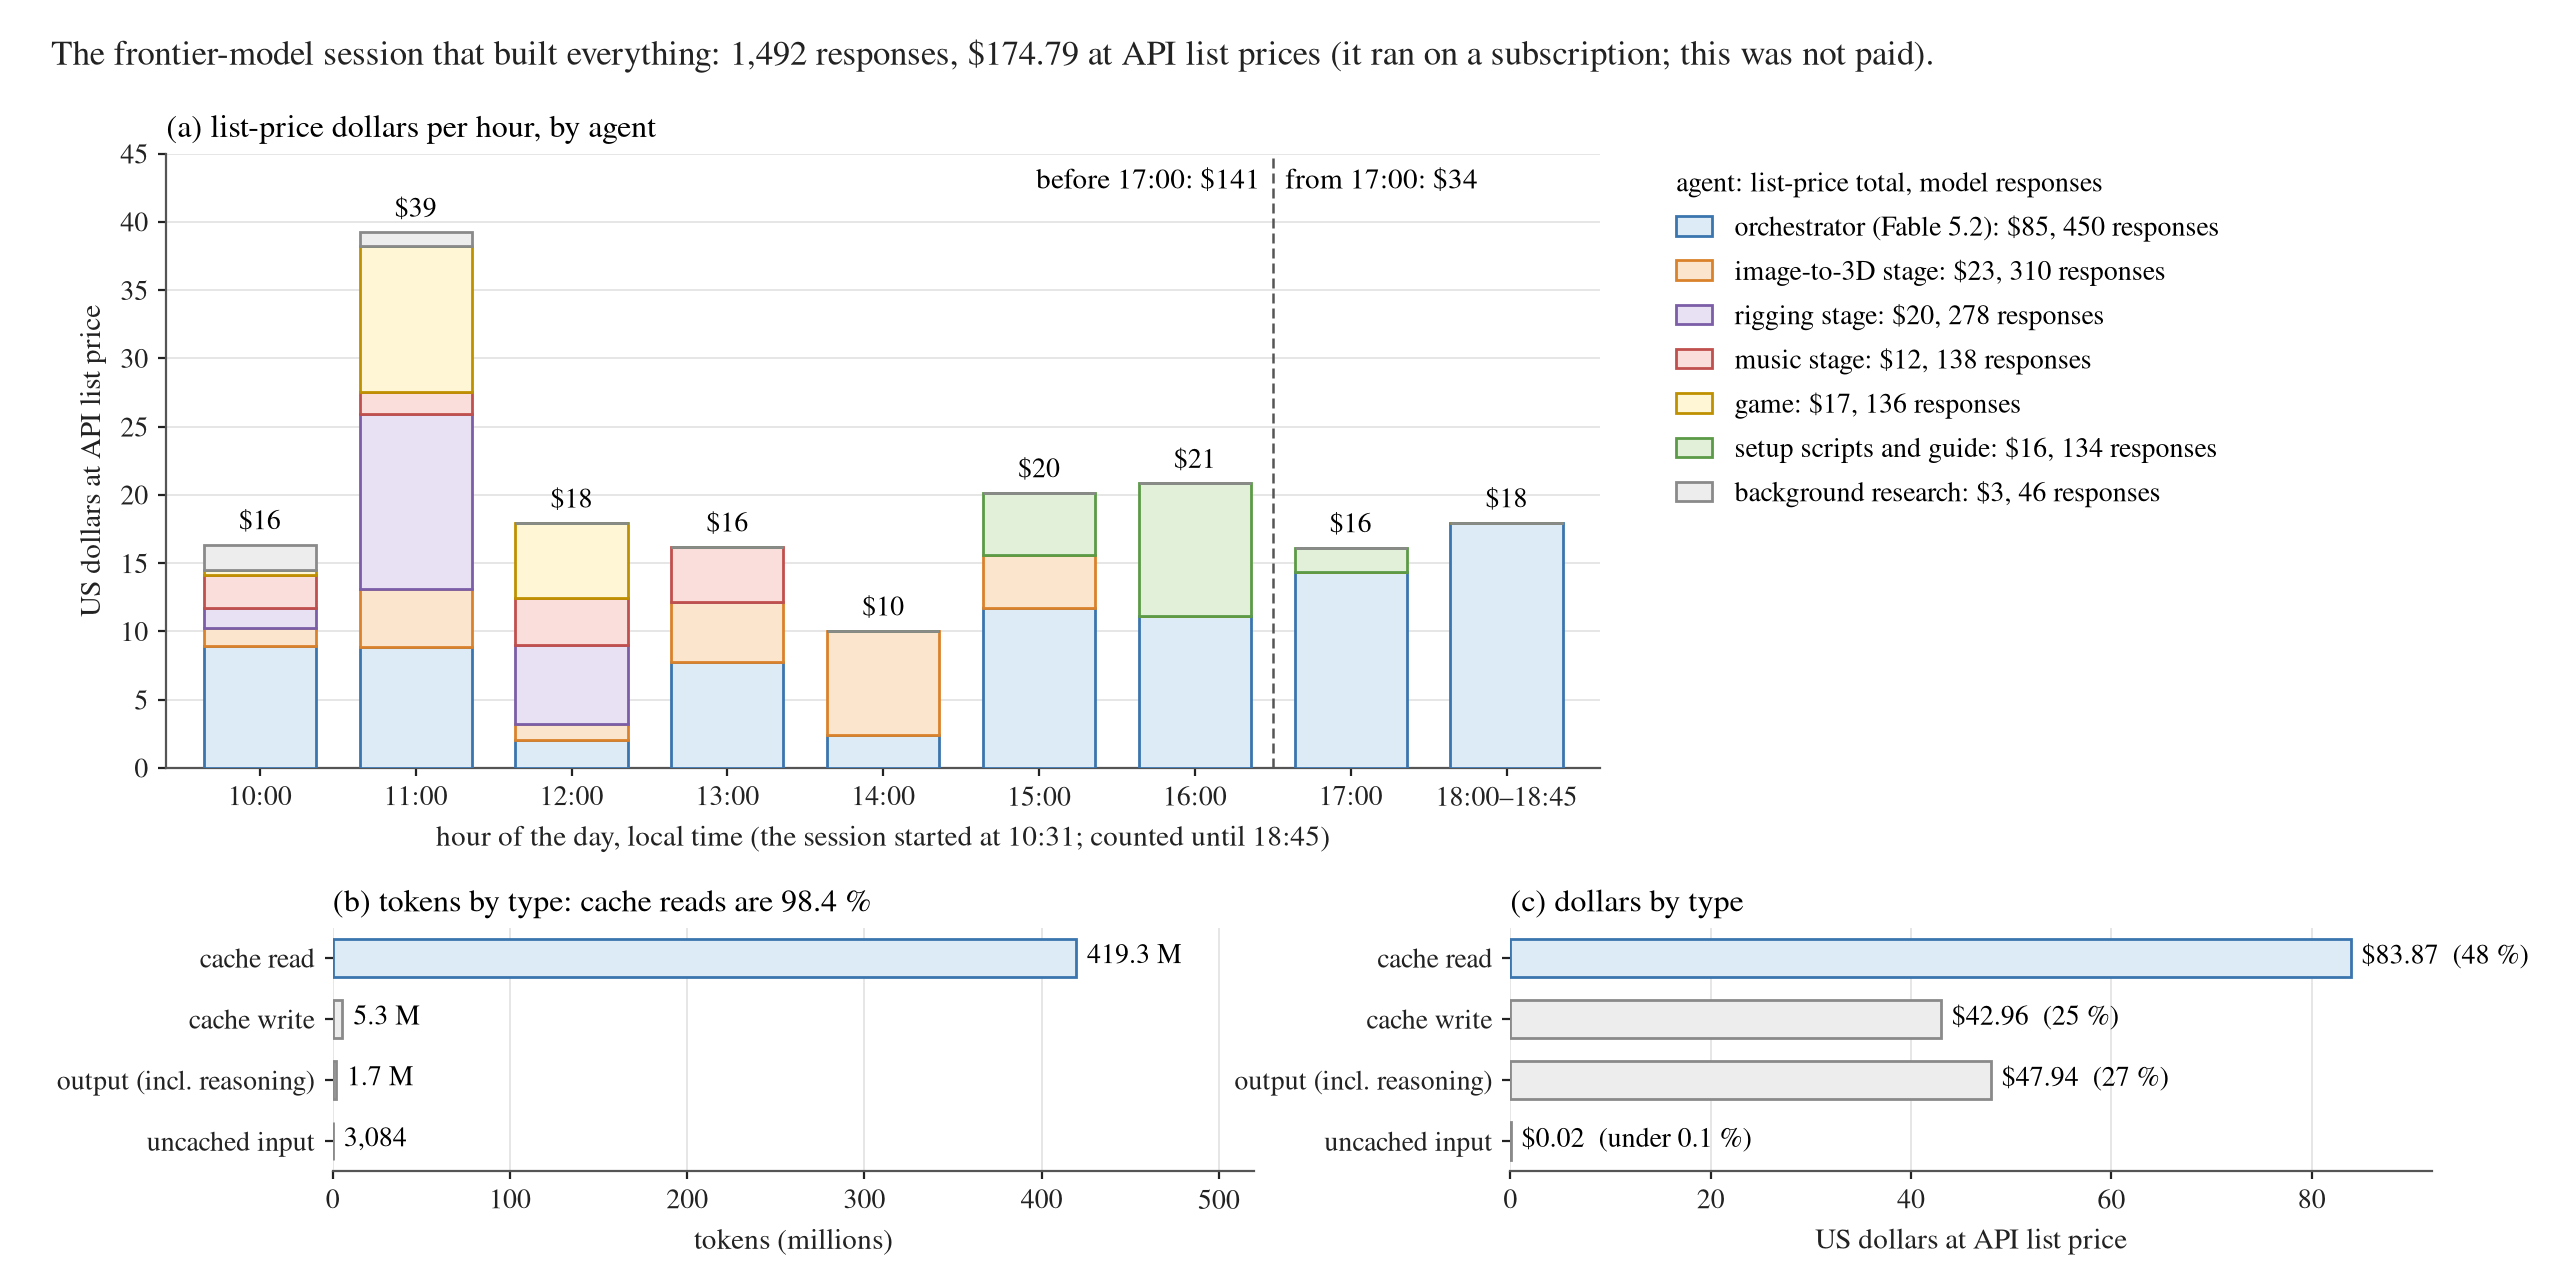 The frontier-model session that built everything: 1,492 responses, $174.79 at API list prices (it ran on a subscription; this was not paid).
(a) list-price dollars per hour, by agent
US dollars at API list price
45
40
35
30
25
20
15
10
5
0
before 17:00: $141
from 17:00: $34
$16
$39
$18
$16
$10
$20
$21
$16
$18
10:00
11:00
12:00
13:00
14:00
15:00
16:00
17:00
18:00–18:45
hour of the day, local time (the session started at 10:31; counted until 18:45)
agent: list-price total, model responses
orchestrator (Fable 5.2): $85, 450 responses
image-to-3D stage: $23, 310 responses
rigging stage: $20, 278 responses
music stage: $12, 138 responses
game: $17, 136 responses
setup scripts and guide: $16, 134 responses
background research: $3, 46 responses
(b) tokens by type: cache reads are 98.4 %
cache read
419.3 M
cache write
5.3 M
output (incl. reasoning)
1.7 M
uncached input
3,084
0
100
200
300
400
500
tokens (millions)
(c) dollars by type
cache read
$83.87 (48 %)
cache write
$42.96 (25 %)
output (incl. reasoning)
$47.94 (27 %)
uncached input
$0.02 (under 0.1 %)
0
20
40
60
80
US dollars at API list price